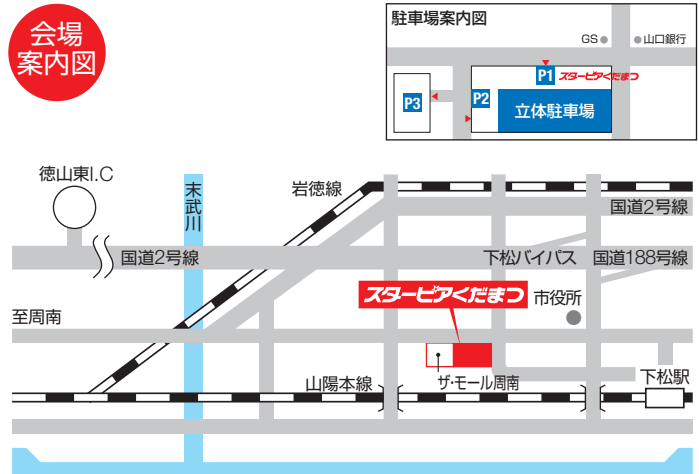 会場
案内図
駐車場案内図
GS
山口銀行
P1
スターピアくだまつ
P3
P2
立体駐車場
徳山東I.C
末武川
岩徳線
国道2号線
国道2号線
下松バイパス
国道188号線
スターピアくだまつ
市役所
至周南
山陽本線
ザ・モール周南
下松駅